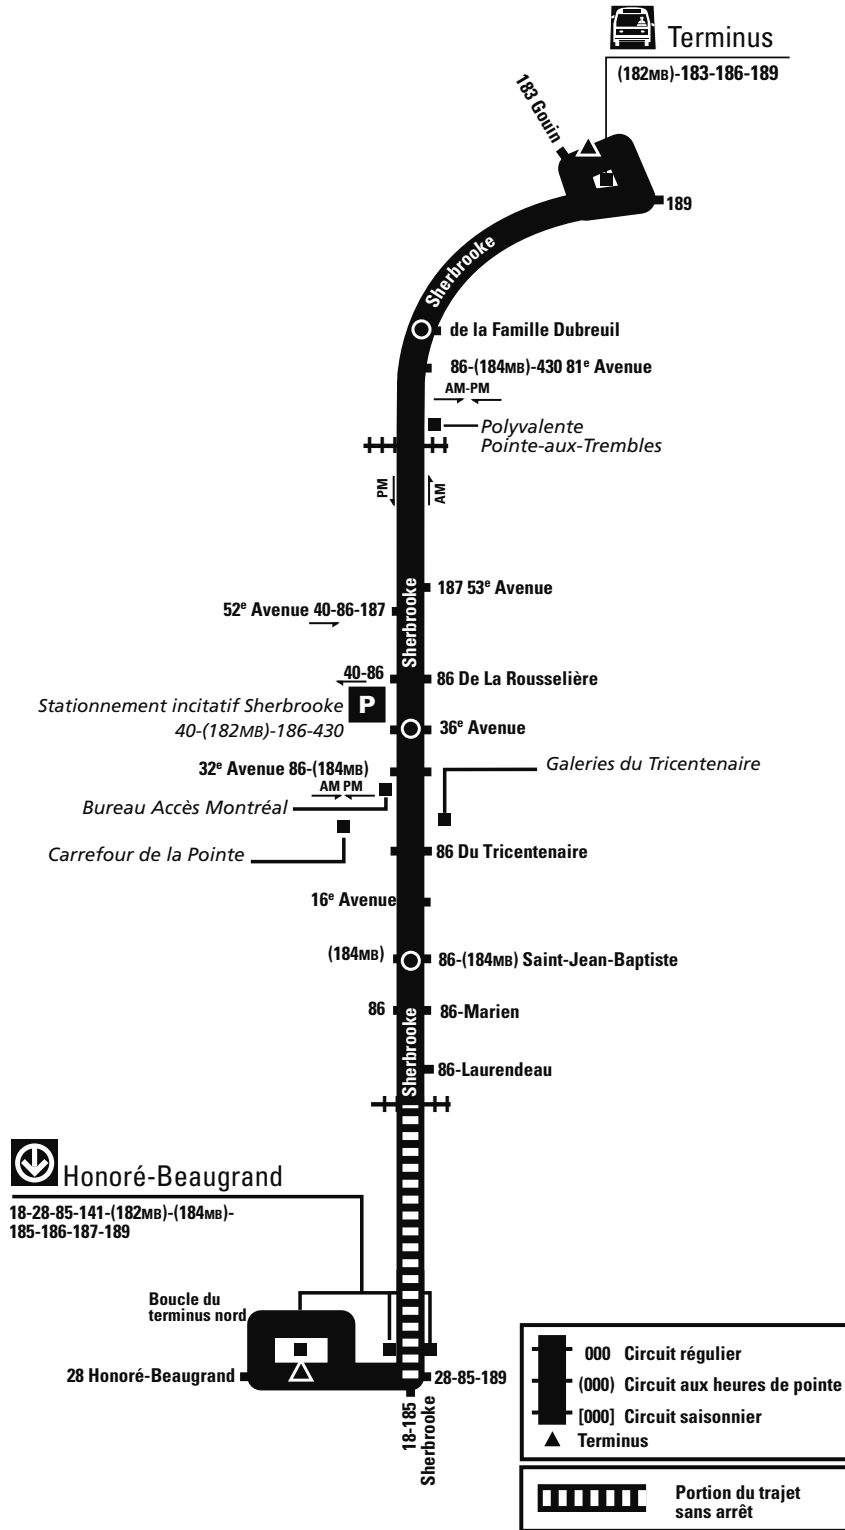 Terminus
(182MB)-183-186-189
183 Gouin
189
Sherbrooke
de la Famille Dubreuil
86-(184MB)-430 81e Avenue
AM-PM
Polyvalente
Pointe-aux-Trembles
PM
AM
Sherbrooke
187 53e Avenue
52e Avenue 40-86-187
40-86
86 De La Rousselière
Stationnement incitatif Sherbrooke
P
40-(182MB)-186-430
36e Avenue
32e Avenue 86-(184MB)
AM PM
Galeries du Tricentenaire
Bureau Accès Montréal
Carrefour de la Pointe
86 Du Tricentenaire
16e Avenue
(184MB)
86-(184MB) Saint-Jean-Baptiste
86
86-Marien
Sherbrooke
86-Laurendeau
Honoré-Beaugrand
18-28-85-141-(182MB)-(184MB)-
185-186-187-189
Boucle du
terminus nord
28 Honoré-Beaugrand
28-85-189
18-185
Sherbrooke
000 Circuit régulier
(000) Circuit aux heures de pointe
[000] Circuit saisonnier
Terminus
Portion du trajet
sans arrêt